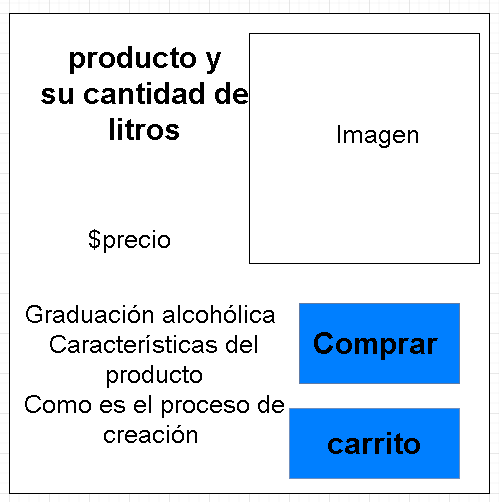 producto y
su cantidad de
litros
Imagen
$precio
Graduación alcohólica
Características del
producto
Como es el proceso de
creación
Comprar
carrito